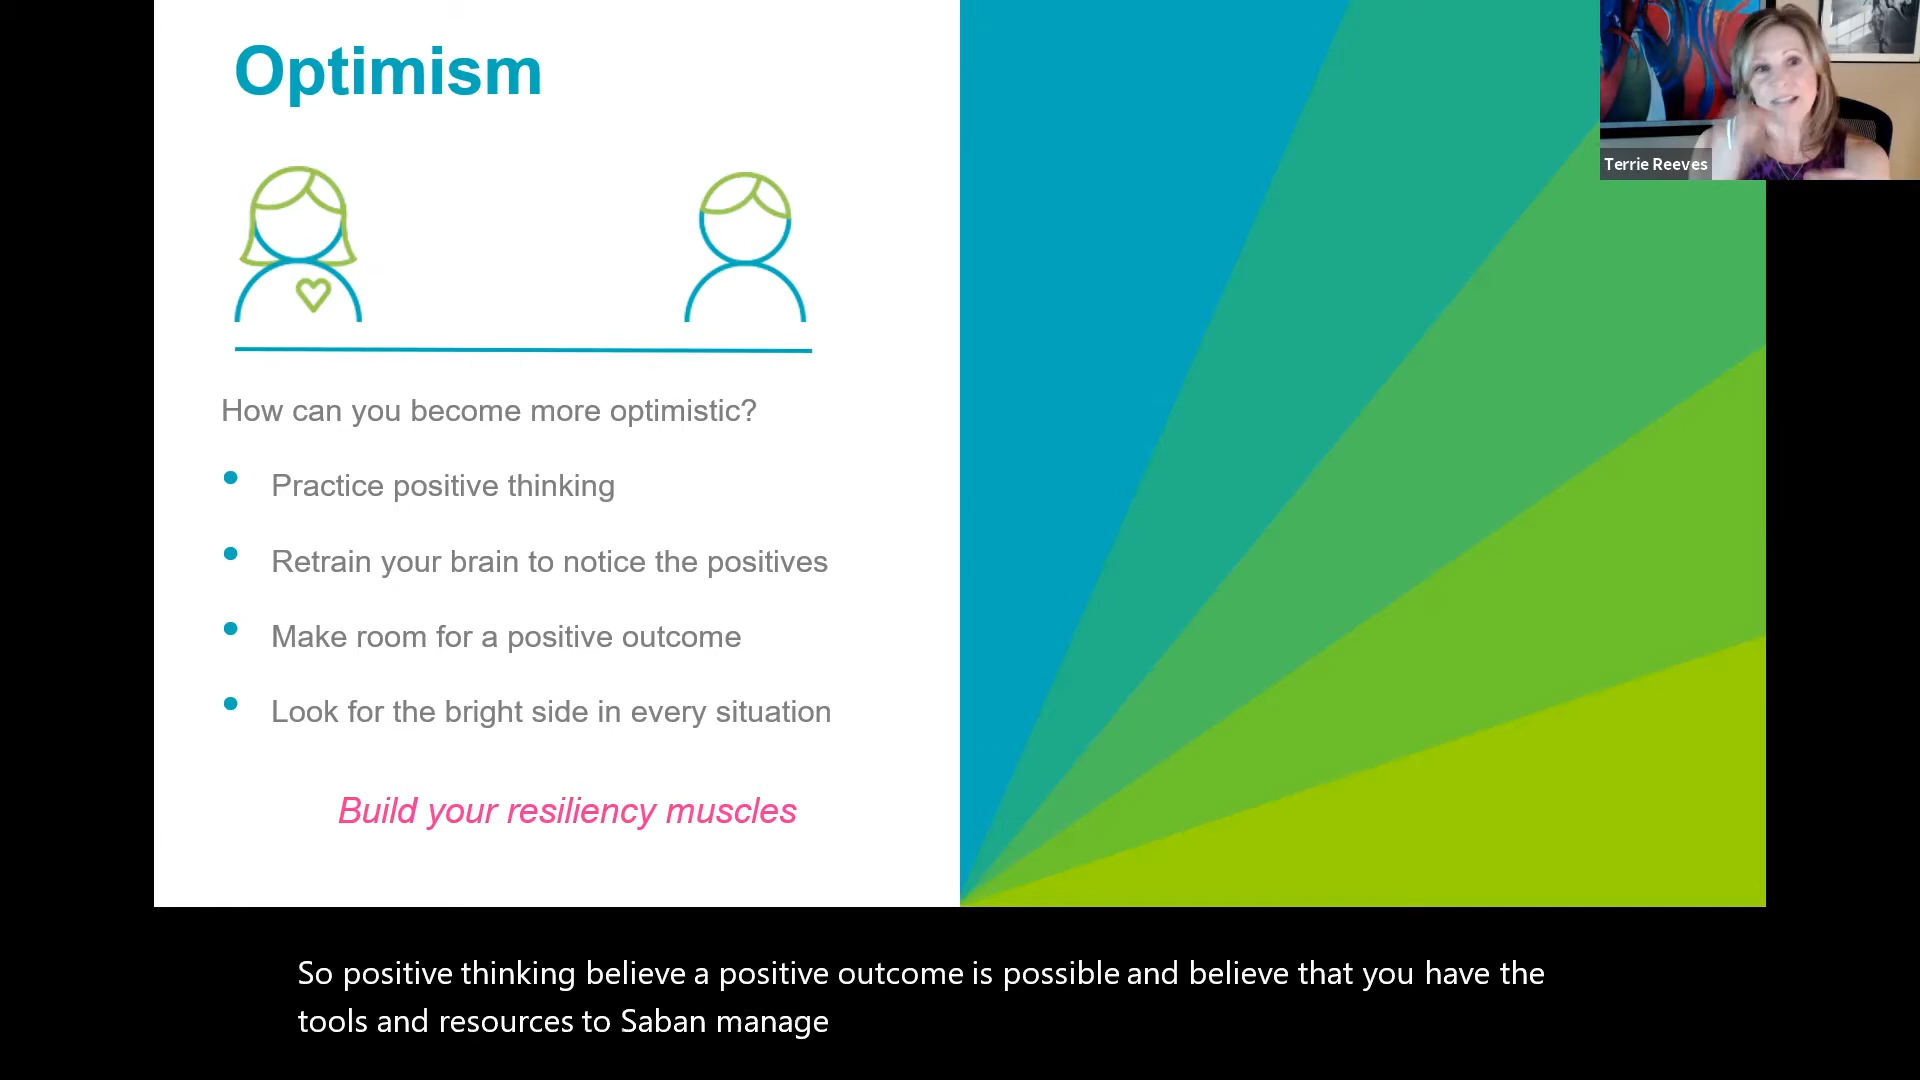 Optimism
Terrie Reeves
How can you become more optimistic?
• Practice positive thinking
• Retrain your brain to notice the positives
• Make room for a positive outcome
• Look for the bright side in every situation
Build your resiliency muscles
So positive thinking believe a positive outcome is possible and believe that you have the
tools and resources to Saban manage